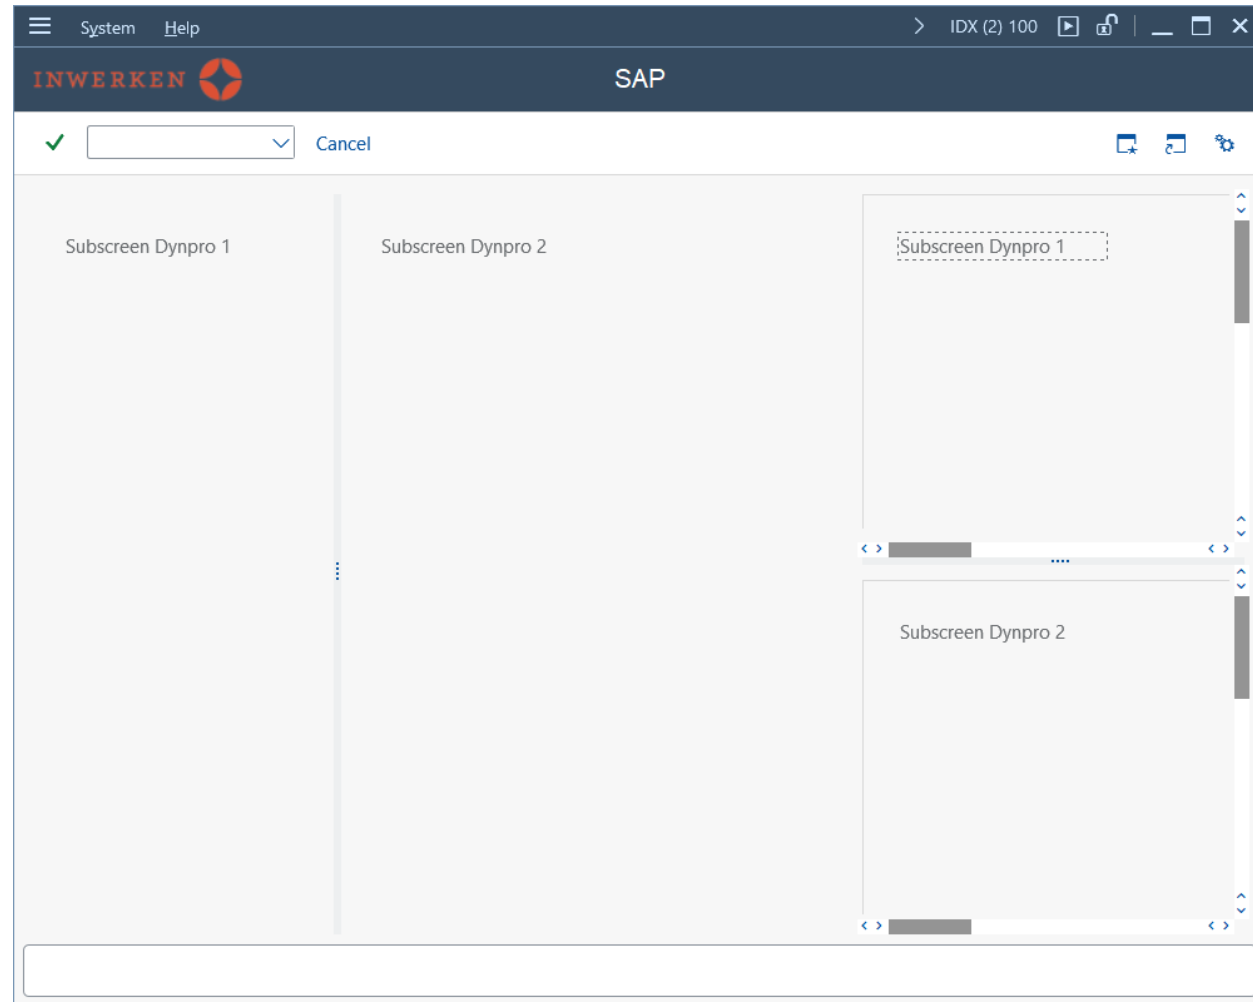 System Help
IDX (2) 100
INWERKEN
SAP
Cancel
Subscreen Dynpro 1
Subscreen Dynpro 2
Subscreen Dynpro 1
Subscreen Dynpro 2